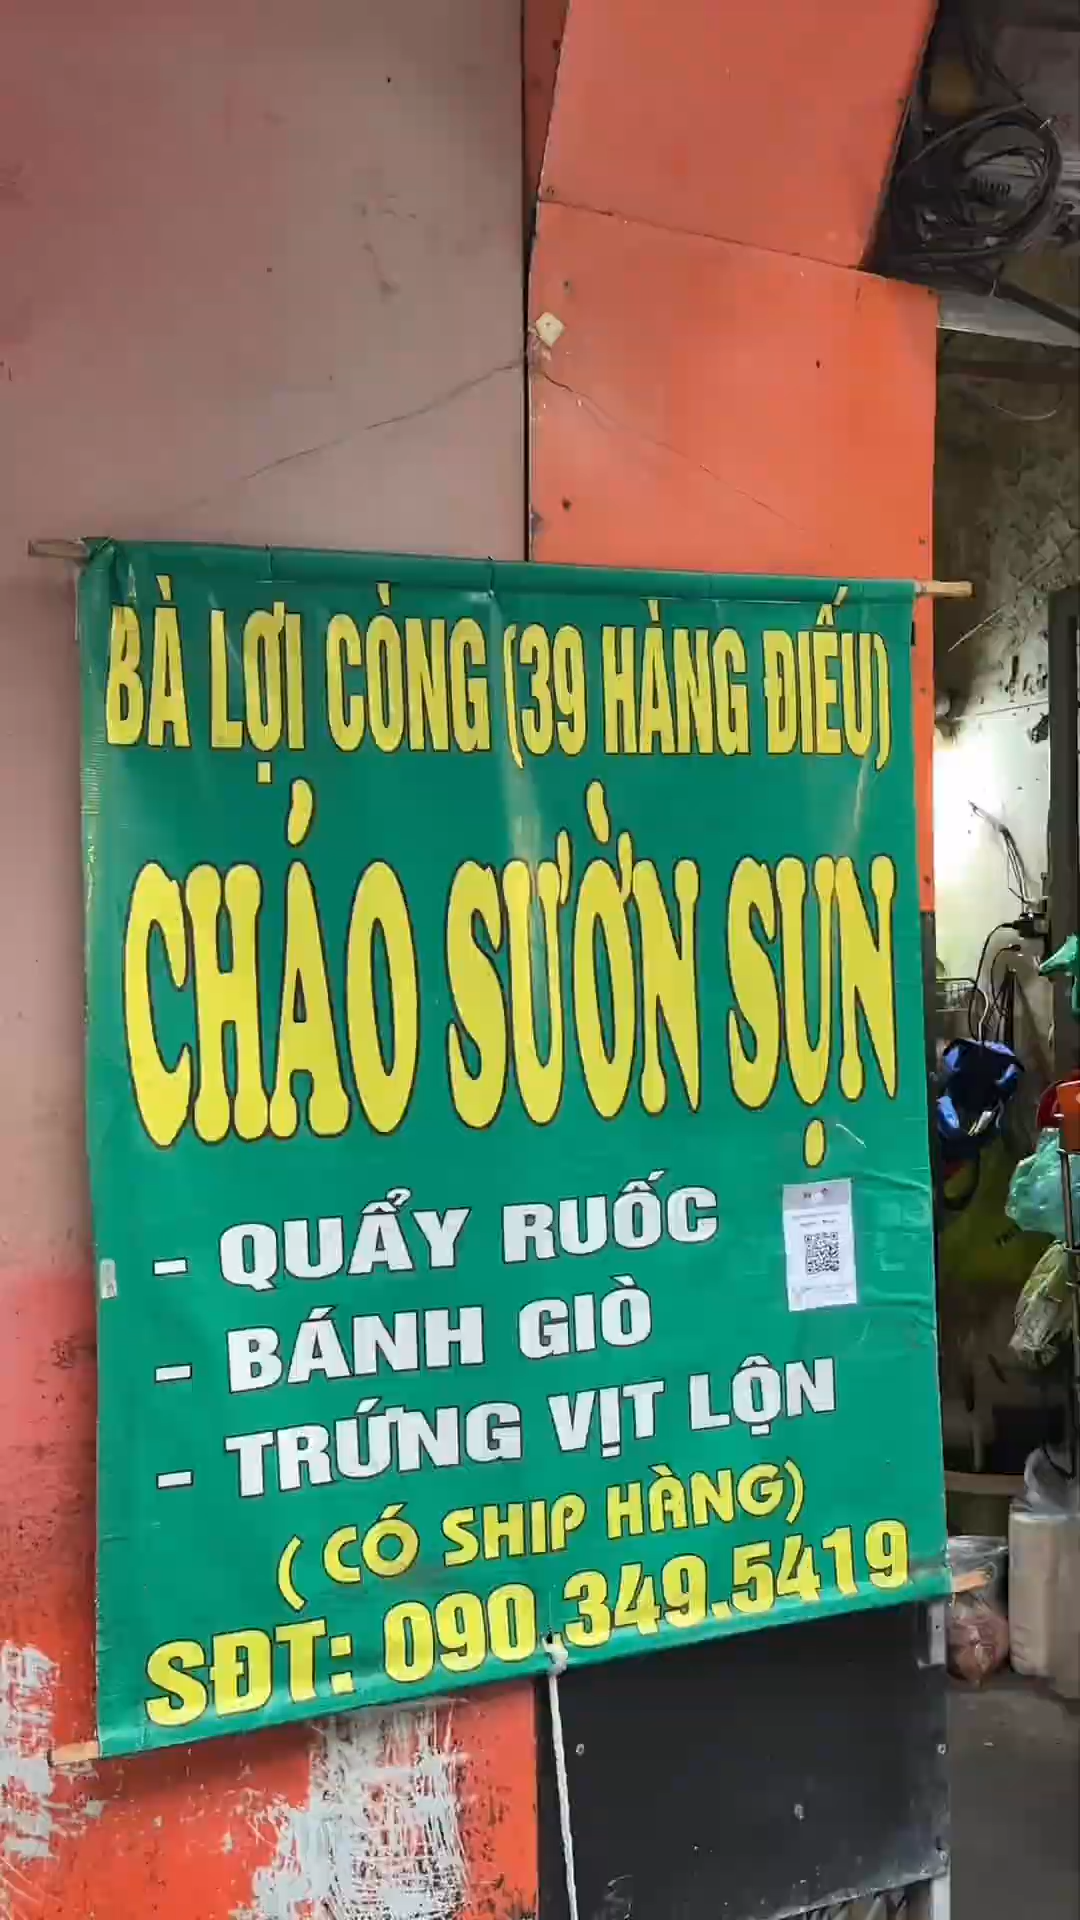 BÀ LỢI CÒNG (39 HÀNG ĐIẾU)
CHÁO SƯỜN SỤN
- QUẨY RUỐC
- BÁNH GIÒ
- TRỨNG VỊT LỘN
( CÓ SHIP HÀNG)
SĐT: 090.349.5419